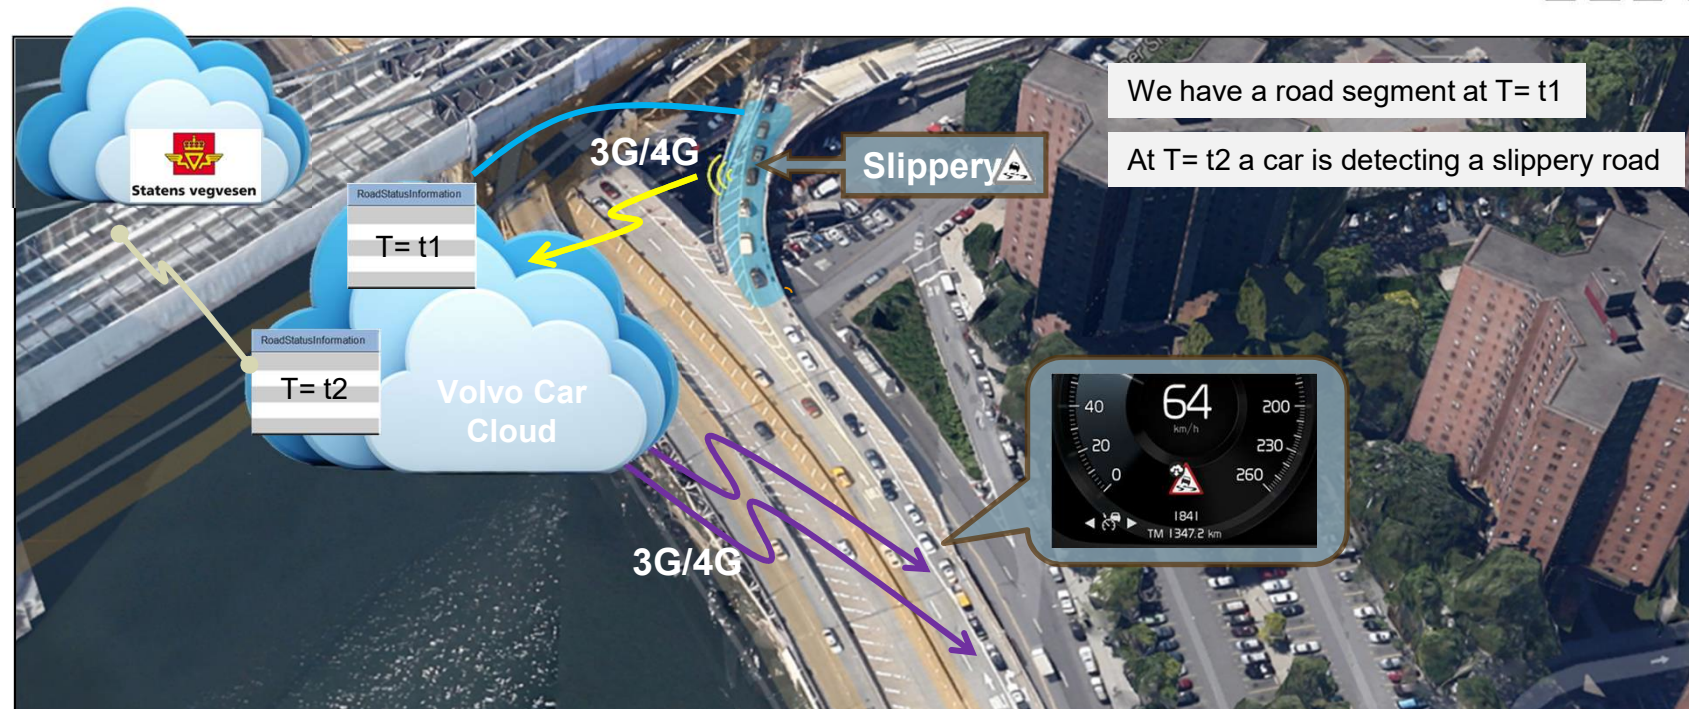 We have a road segment at T= t1
At T= t2 a car is detecting a slippery road
3G/4G
Slippery
Statens vegvesen
RoadStatusInformation
T= t1
RoadStatusInformation
T= t2
Volvo Car
Cloud
3G/4G
64
km/h
40
20
0
200
230
260
1841
TM 1347.2 km